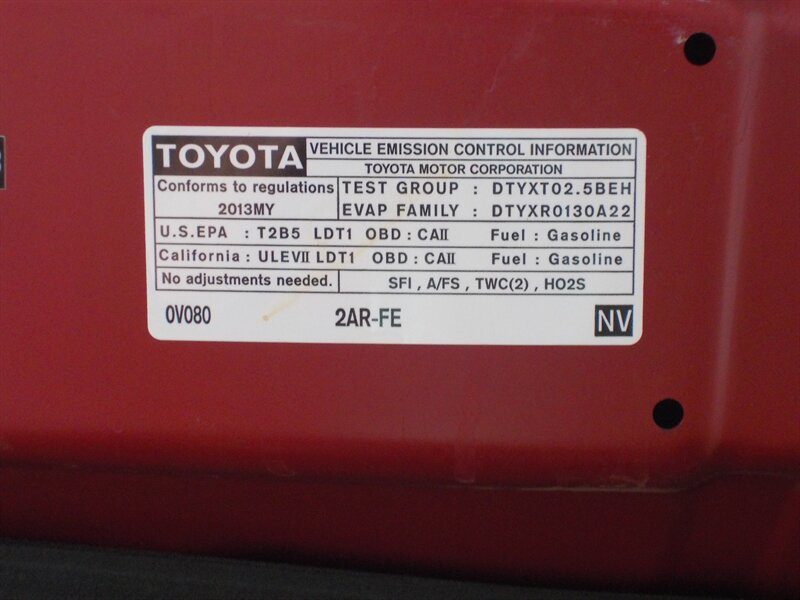 TOYOTA
VEHICLE EMISSION CONTROL INFORMATION
TOYOTA MOTOR CORPORATION
Conforms to regulations
2013MY
TEST GROUP : DTYXT02.5BEH
EVAP FAMILY : DTYXR0130A22
U.S.EPA : T2B5 LDT1 OBD : CAII Fuel : Gasoline
California : ULEVII LDT1 OBD : CAII Fuel : Gasoline
No adjustments needed.
SFI , A/FS , TWC(2) , HO2S
0V080
2AR-FE
NV